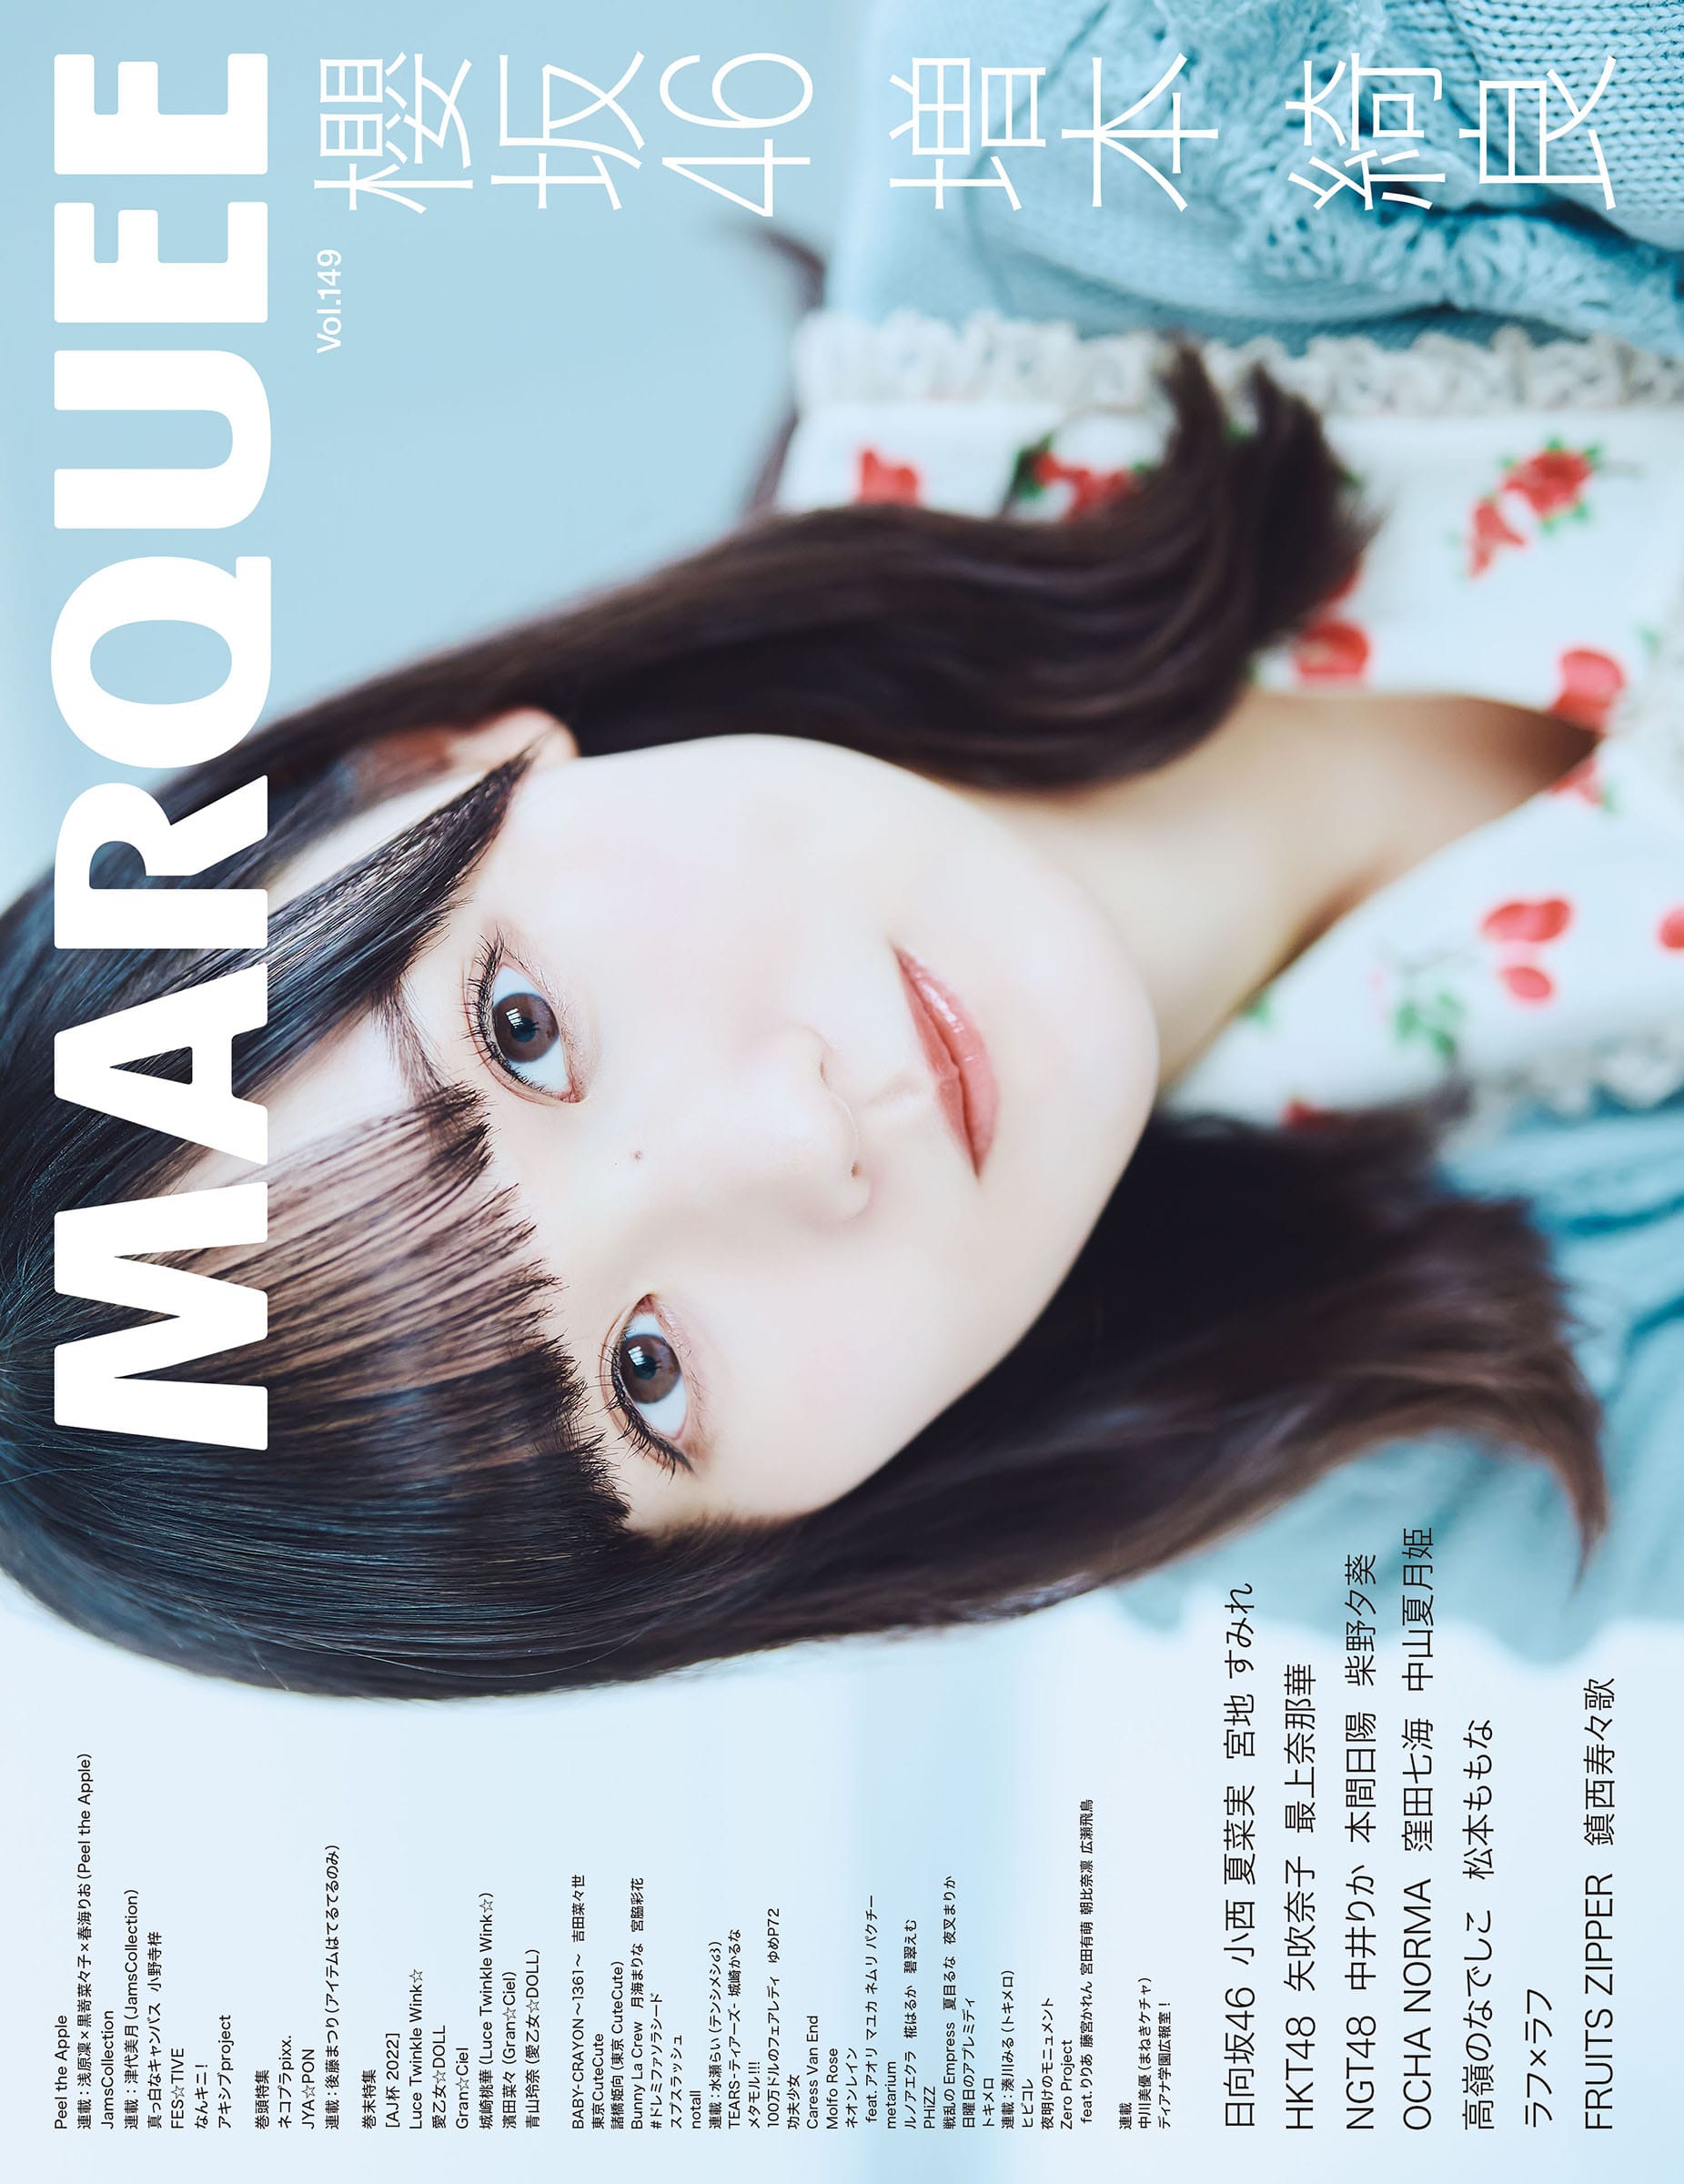 MARQUEE
Vol.149
櫻坂46 増本 綺良
Peel the Apple
連載：浅原凛×黒嵜菜々子×春海りお（Peel the Apple）
JamsCollection
連載：津代美月（JamsCollection）
真っ白なキャンバス　小野寺梓
FES☆TIVE
なんキニ！
アキシブproject
巻頭特集
ネコプラpixx.
JYA☆PON
連載：後藤まつり（アイテムはてるてるのみ）
巻末特集
[AJ杯 2022]
Luce Twinkle Wink☆
愛乙女☆DOLL
Gran☆Ciel
城崎桃華（Luce Twinkle Wink☆）
濱田菜々（Gran☆Ciel）
青山玲奈（愛乙女☆DOLL）
BABY-CRAYON ～1361～　吉田菜々世
東京CuteCute
諸橋姫向（東京 CuteCute）
Bunny La Crew　月海まりな　宮脇彩花
#ドレミファソラシード
スプスラッシュ
notall
連載：水瀬らい（テンシメシ໒꒱）
TEARS-ティアーズ-　城崎かるな
メタモル!!!
100万ドルのフェアレディ　ゆめP72
功夫少女
Caress Van End
Molfo Rose
ネオンレイン
feat. アオリ マユカ ネムリ パクチー
metarium
ルノアエクラ　椛はるか　碧翠えむ
PHiZZ
戦乱の Empress　夏目るな　夜叉まりか
日曜日のアプレミディ
トキメロ
連載：湊川みる（トキメロ）
ヒビコレ
夜明けのモニュメント
Zero Project
feat. りりあ 藤宮かれん 宮田有萌 朝比奈凛 広瀬飛鳥
連載
中川美優（まねきケチャ）
ディアナ学園広報室！
日向坂46　小西 夏菜実　宮地 すみれ
HKT48　矢吹奈子　最上奈那華
NGT48　中井りか　本間日陽　柴野夕葵
OCHA NORMA　窪田七海　中山夏月姫
高嶺のなでしこ　松本ももな
ラフ×ラフ
FRUITS ZIPPER　鎮西寿々歌